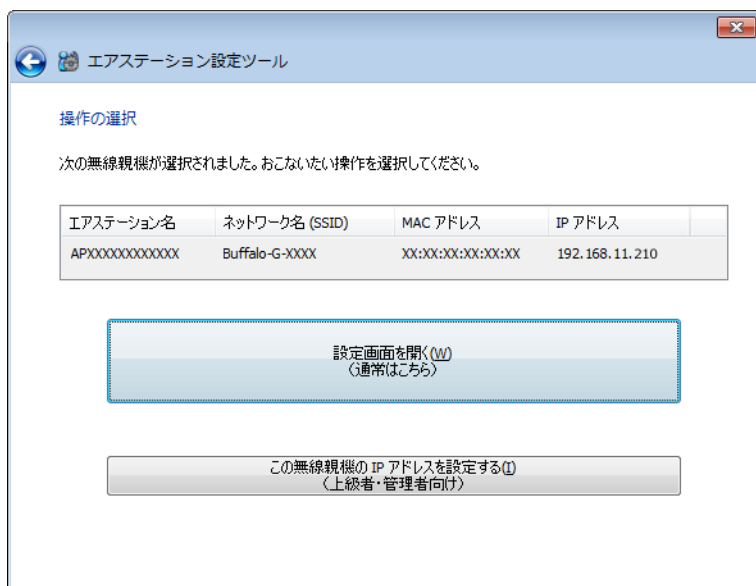 エアステーション設定ツール
操作の選択
次の無線親機が選択されました。おこないたい操作を選択してください。
エアステーション名 ネットワーク名 (SSID) MAC アドレス IP アドレス
APXXXXXXXXXXXX Buffalo-G-XXXX XX:XX:XX:XX:XX:XX 192.168.11.210
設定画面を開く(W)
(通常はこちら)
この無線親機の IP アドレスを設定する(I)
(上級者・管理者向け)